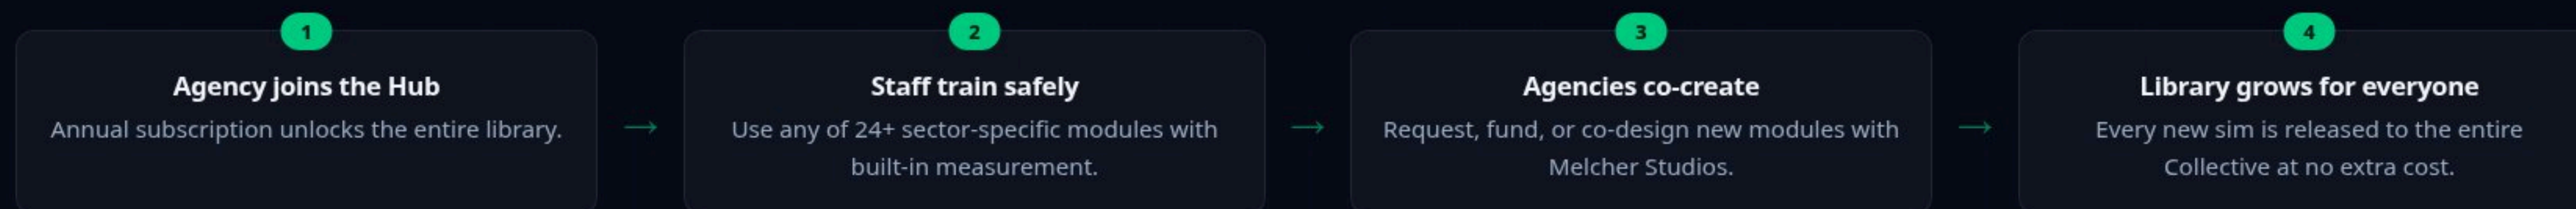 1
Agency joins the Hub
Annual subscription unlocks the entire library.
→
2
Staff train safely
Use any of 24+ sector-specific modules with
built-in measurement.
→
3
Agencies co-create
Request, fund, or co-design new modules with
Melcher Studios.
→
4
Library grows for everyone
Every new sim is released to the entire
Collective at no extra cost.